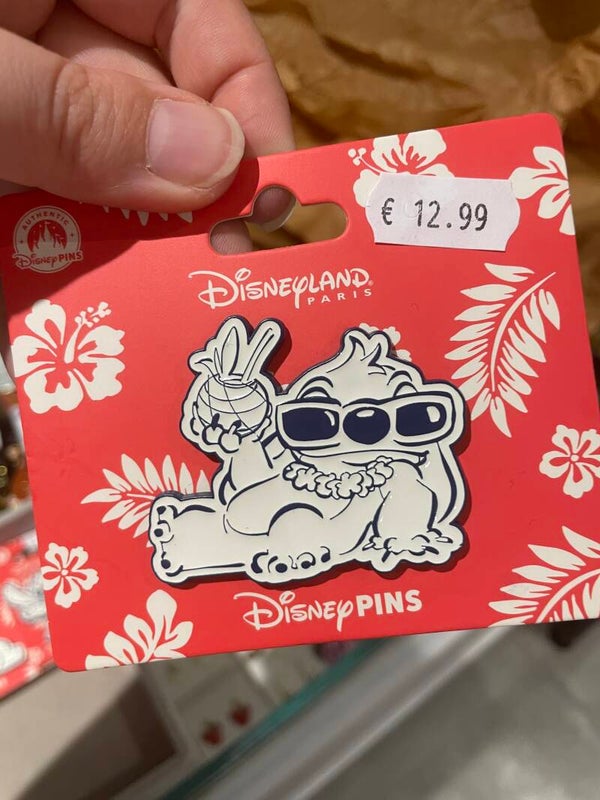 € 12.99
AUTHENTIC
Disney PINS
DISNEYLAND®
PARIS
Disney PINS